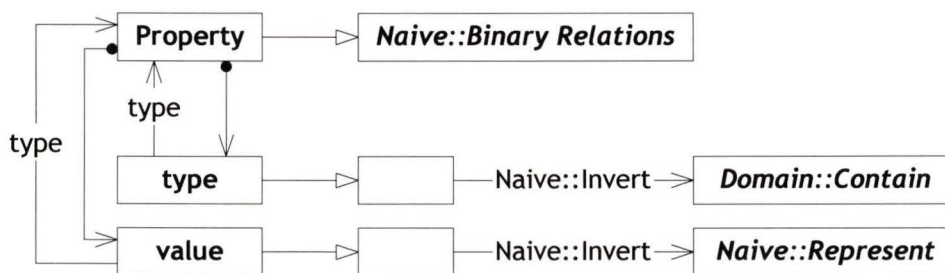 Property
Naive::Binary Relations
type
type
type
Naive::Invert
Domain::Contain
value
Naive::Invert
Naive::Represent